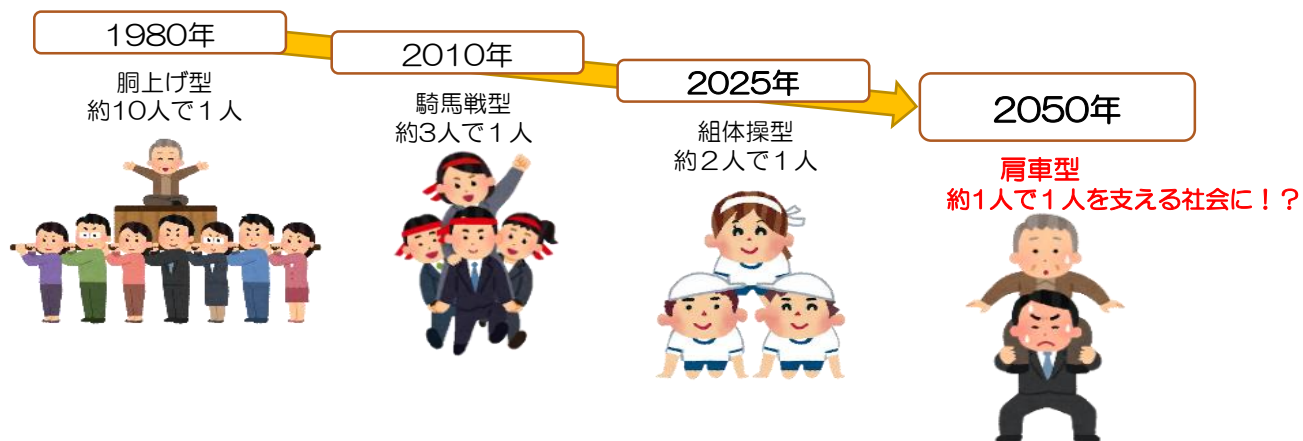 1980年
胴上げ型
約10人で１人
2010年
騎馬戦型
約3人で１人
2025年
組体操型
約２人で１人
2050年
肩車型
約1人で１人を支える社会に！？